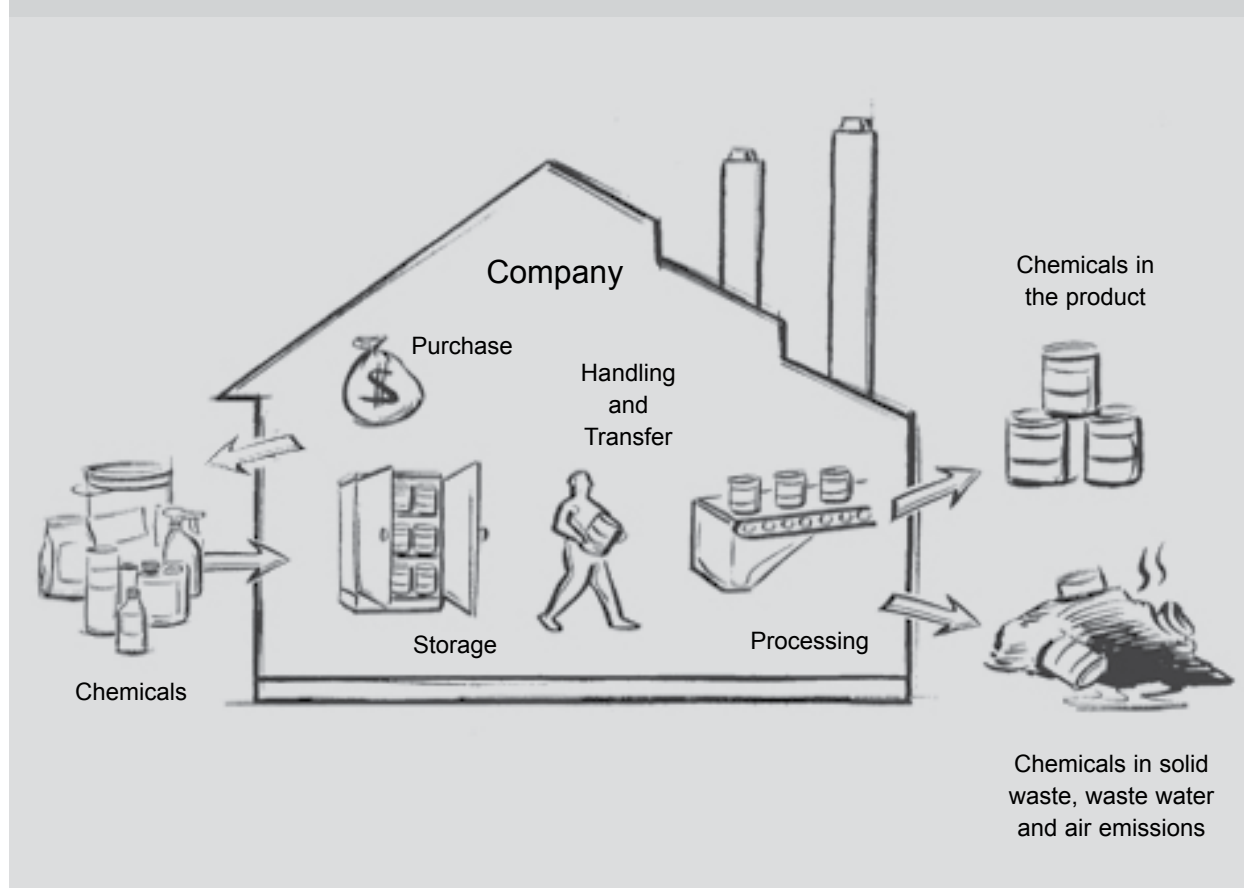 Company
Purchase
Handling
and
Transfer
Chemicals in
the product
$
Storage
Processing
Chemicals
Chemicals in solid
waste, waste water
and air emissions